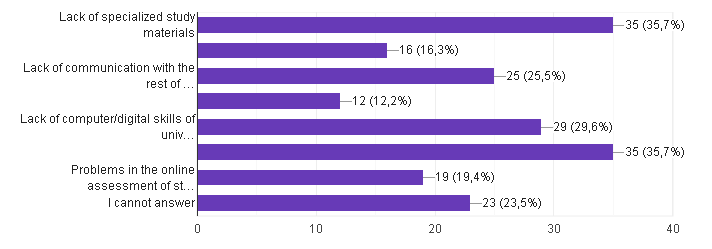 Lack of specialized study
materials
35 (35,7%)
16 (16,3%)
Lack of communication with the
rest of …
25 (25,5%)
12 (12,2%)
Lack of computer/digital skills of
univ…
29 (29,6%)
35 (35,7%)
Problems in the online
assessment of st…
19 (19,4%)
I cannot answer
23 (23,5%)
0 10 20 30 40